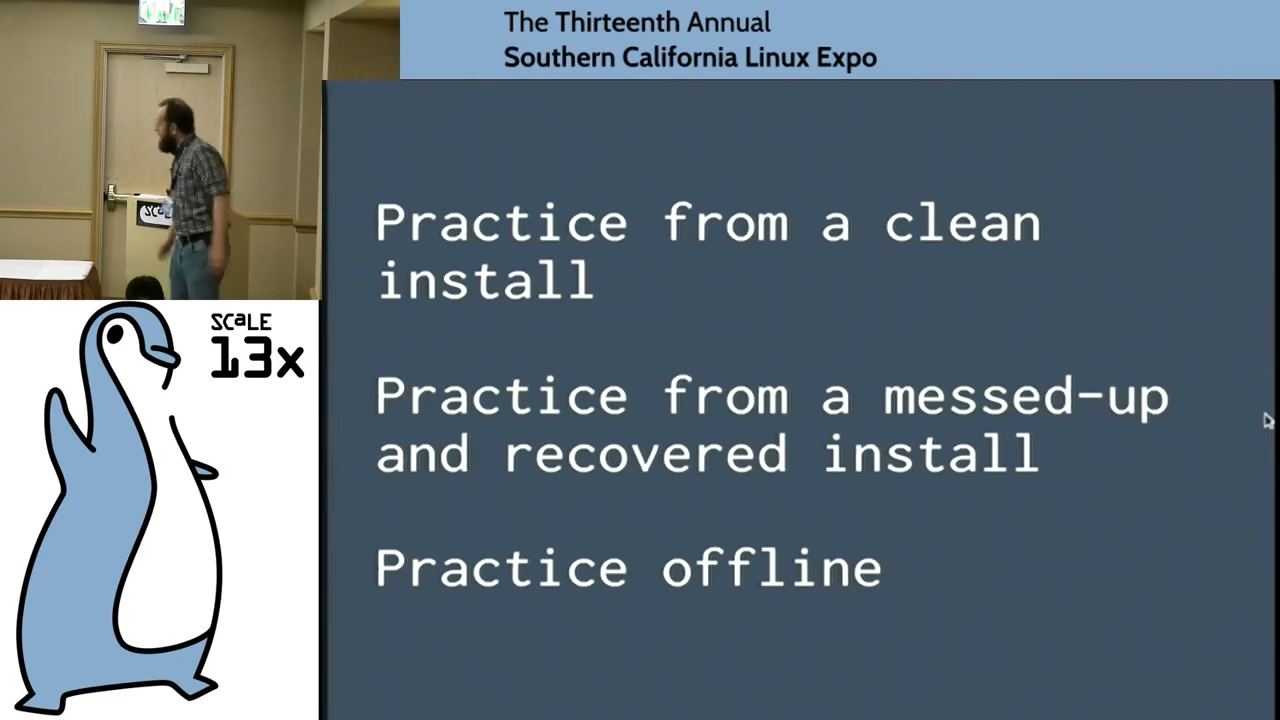 The Thirteenth Annual
Southern California Linux Expo
SCaLE
13x
Practice from a clean
install
Practice from a messed-up
and recovered install
Practice offline